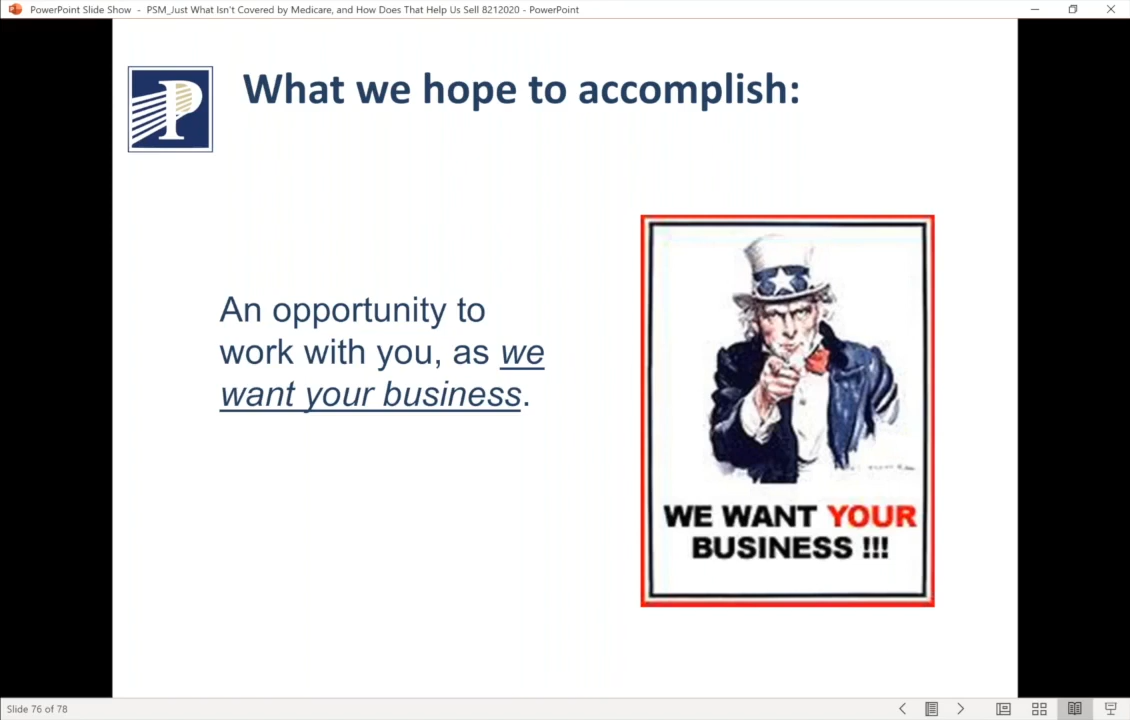 PowerPoint Slide Show - PSM_Just What Isn't Covered by Medicare, and How Does That Help Us Sell 8212020 - PowerPoint
What we hope to accomplish:
P
An opportunity to
work with you, as we
want your business.
WE WANT YOUR
BUSINESS !!!
Slide 76 of 78